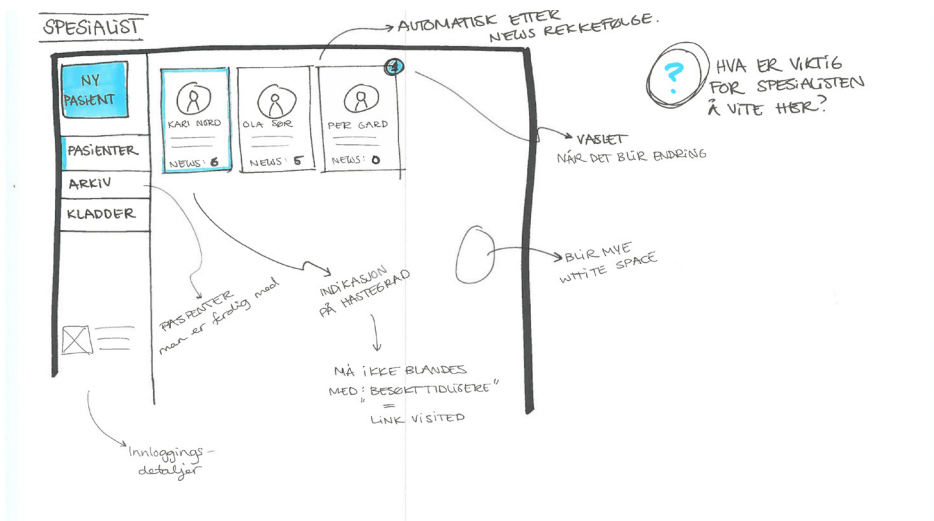 SPESIALIST
AUTOMATISK ETTER
NEWS REKKEFØLGE.
?
HVA ER VIKTIG
FOR SPESIALISTEN
Å VITE HER?
NY
PASIENT
PASIENTER
ARKIV
KLADDER
KARI NORD
NEWS: 6
OLA SØR
NEWS: 5
PER GARD
NEWS: 0
VARLET
NÅR DET BLIR ENDRING
BLIR MYE
WHITE SPACE
INDIKASJON
PÅ HASTEGRAD
PASIENTER
man er ferdig med
MÅ IKKE BLANDES
MED: "BESØKT TIDLIGERE"
" =
LINK VISITED
Innloggings-
detaljer